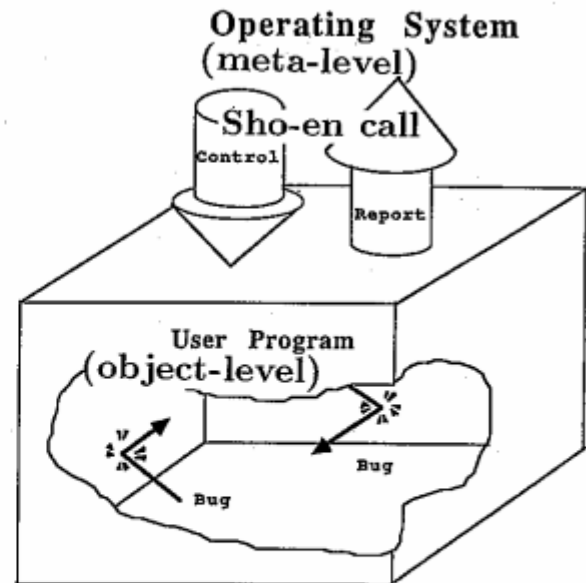 Operating System
(meta-level)
Sho-en call
Control
Report
User Program
(object-level)
Bug
Bug